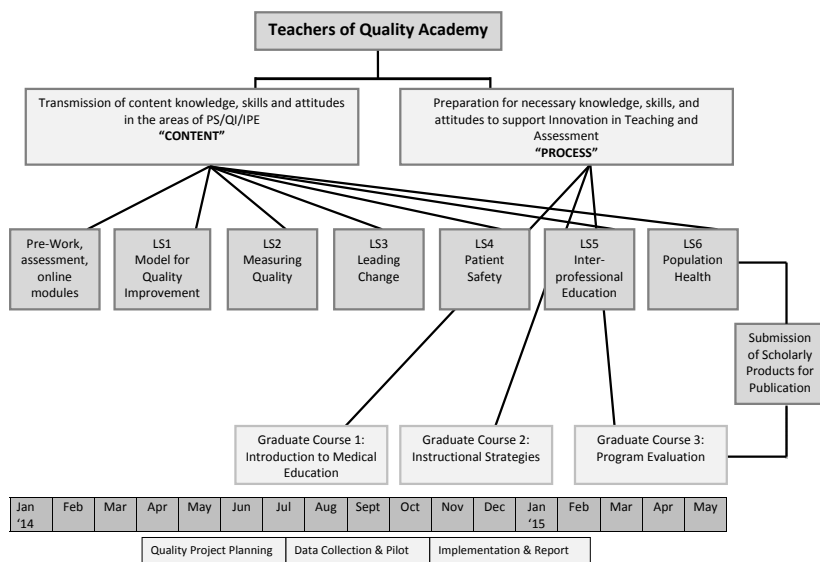 Teachers of Quality Academy
Transmission of content knowledge, skills and attitudes
in the areas of PS/QI/IPE
“CONTENT”
Preparation for necessary knowledge, skills, and
attitudes to support Innovation in Teaching and
Assessment
“PROCESS”
Pre-Work,
assessment,
online
modules
LS1
Model for
Quality
Improvement
LS2
Measuring
Quality
LS3
Leading
Change
LS4
Patient
Safety
LS5
Inter-
professional
Education
LS6
Population
Health
Submission
of Scholarly
Products for
Publication
Graduate Course 1:
Introduction to Medical
Education
Graduate Course 2:
Instructional Strategies
Graduate Course 3:
Program Evaluation
Jan
‘14
Feb
Mar
Apr
May
Jun
Jul
Aug
Sept
Oct
Nov
Dec
Jan
‘15
Feb
Mar
Apr
May
Quality Project Planning
Data Collection & Pilot
Implementation & Report